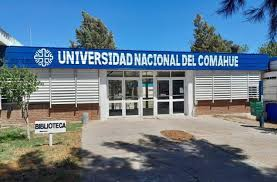 UNIVERSIDAD NACIONAL DEL COMAHUE
BIBLIOTECA